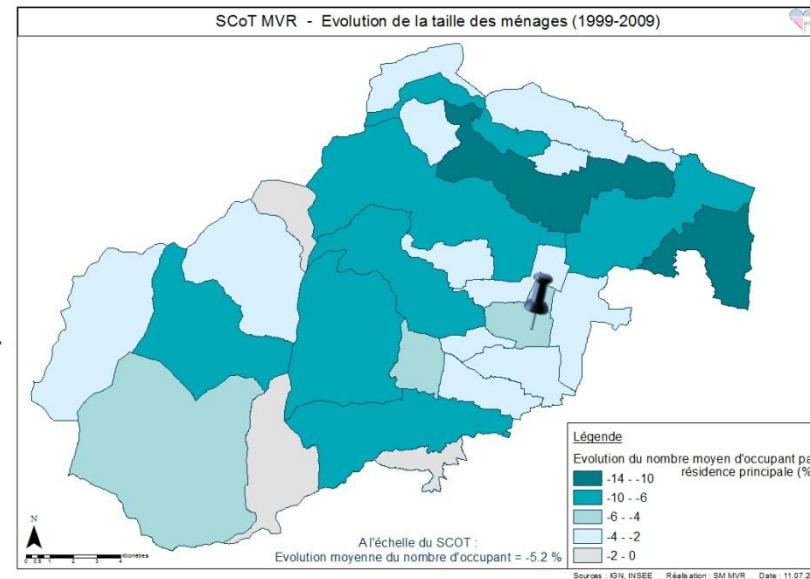 SCoT MVR - Evolution de la taille des ménages (1999-2009)
Légende
Evolution du nombre moyen d'occupant pa
résidence principale (%
-14 - -10
-10 - -6
-6 - -4
-4 - -2
-2 - 0
N
A l'échelle du SCOT :
Evolution moyenne du nombre d'occupant = -5.2 %
Sources : IGN, INSEE ... Réalisation : SM MVR ... Date : 11.07.2